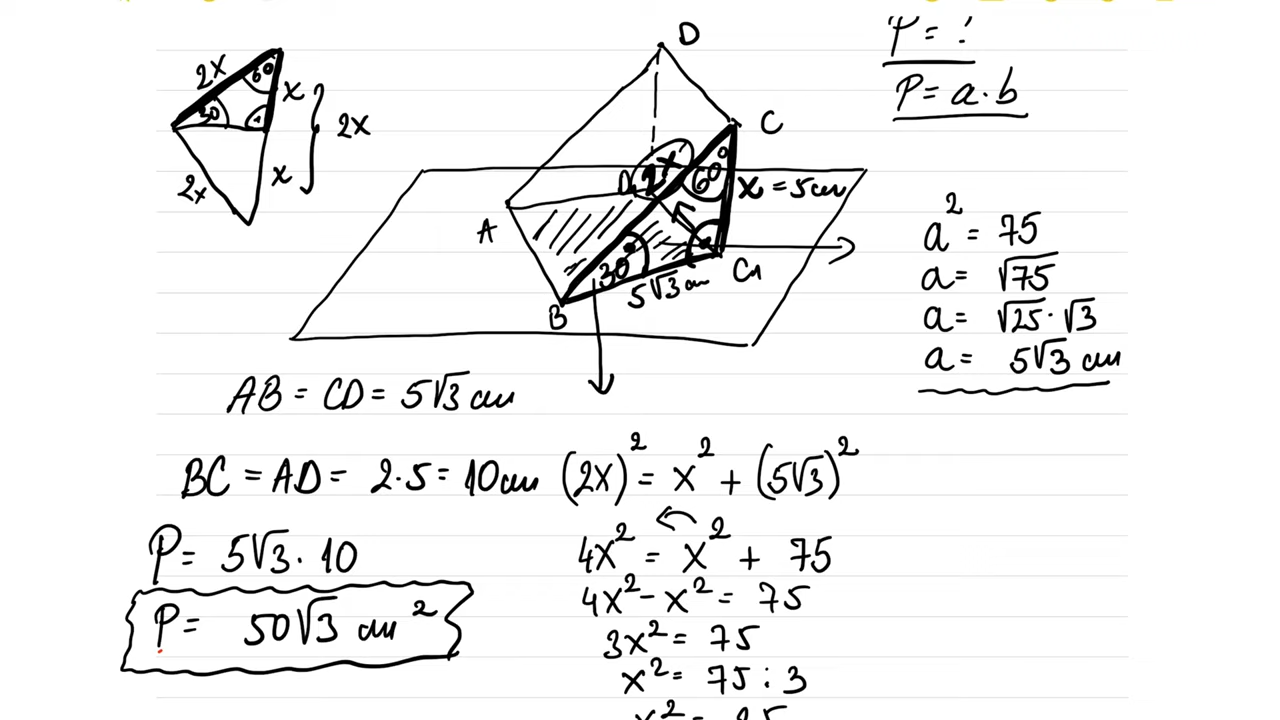 P = ?
P = a · b
60°
2x
x
30
2x
x
2x
D
C
60°
x = 5cm
A
30°
C₁
5√3 cm
B
a² = 75
a = √75
a = √25 · √3
a = 5√3 cm
AB = CD = 5√3 cm
BC = AD = 2·5 = 10cm
(2x)² = x² + (5√3)²
4x² = x² + 75
4x² - x² = 75
3x² = 75
x² = 75 : 3
P = 5√3 · 10
P = 50√3 cm²